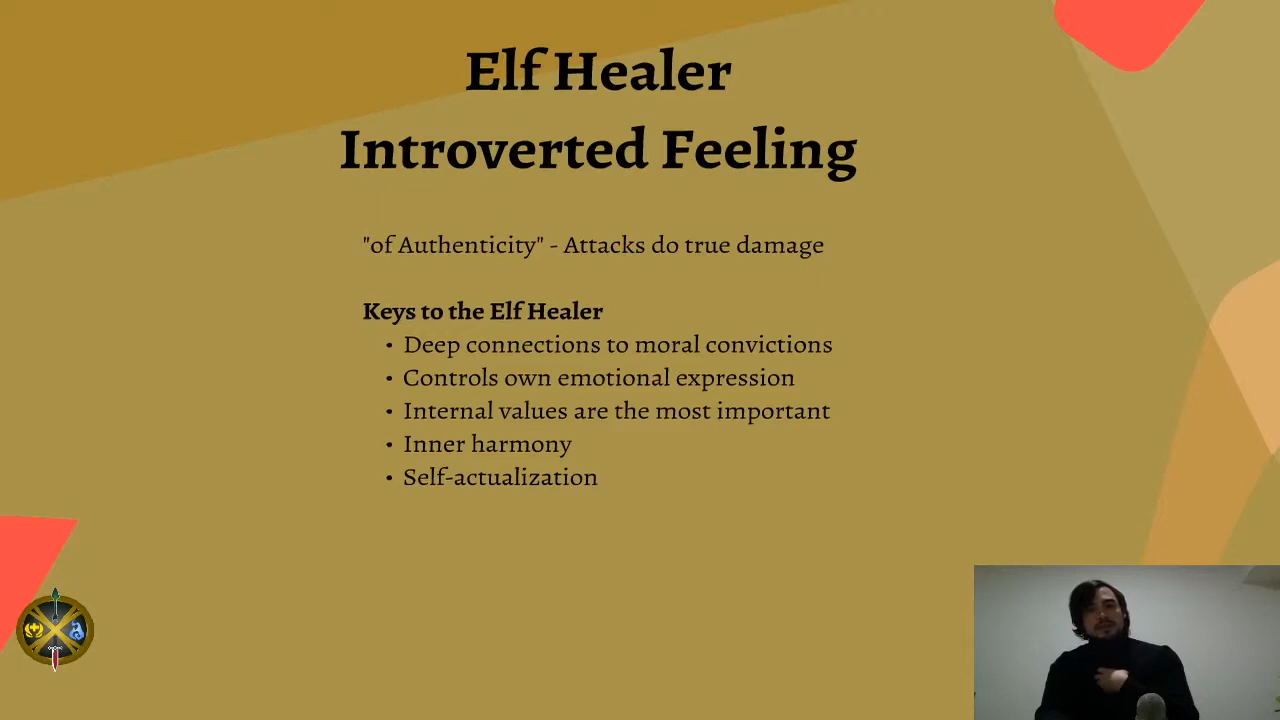 Elf Healer
Introverted Feeling
"of Authenticity" - Attacks do true damage
Keys to the Elf Healer
• Deep connections to moral convictions
• Controls own emotional expression
• Internal values are the most important
• Inner harmony
• Self-actualization